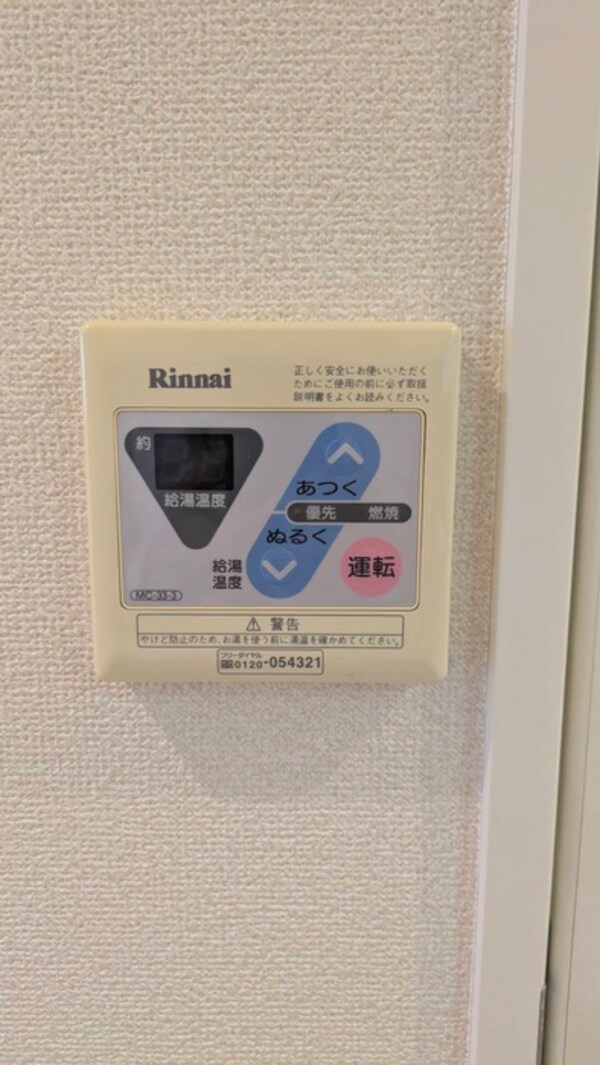 Rinnai
正しく安全にお使いいただく
ためにご使用の前に必ず取扱
説明書をよくお読みください。
約
給湯温度
あつく
優先 燃焼
ぬるく
給湯
温度
運転
MC-33-3
⚠ 警告
やけど防止のため、お湯を使う前に湯温を確かめてください。
フリーダイヤル
0120-054321